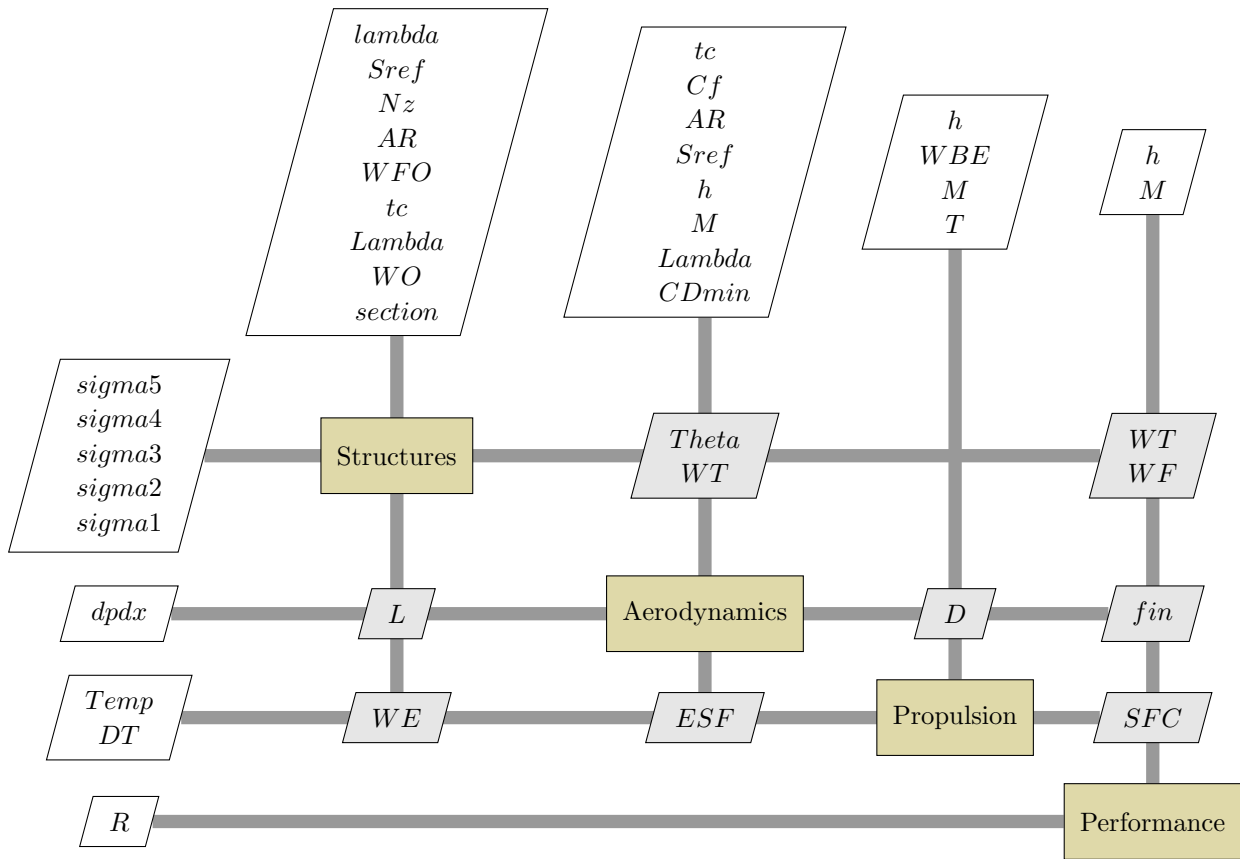 lambda
Sref
Nz
AR
WFO
tc
Lambda
WO
section
tc
Cf
AR
Sref
h
M
Lambda
CDmin
h
WBE
M
T
h
M
sigma5
sigma4
sigma3
sigma2
sigma1
Structures
Theta
WT
WT
WF
dpdx
L
Aerodynamics
D
fin
Temp
DT
WE
ESF
Propulsion
SFC
R
Performance